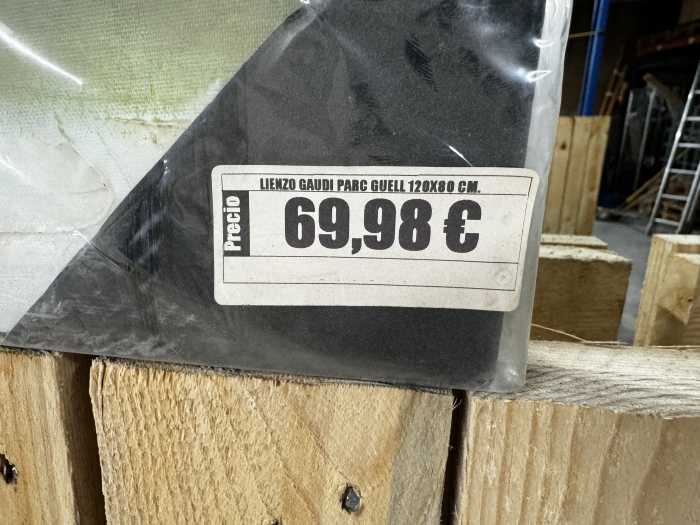 LIENZO GAUDI PARC GUELL 120X80 CM.
Precio
69,98 €